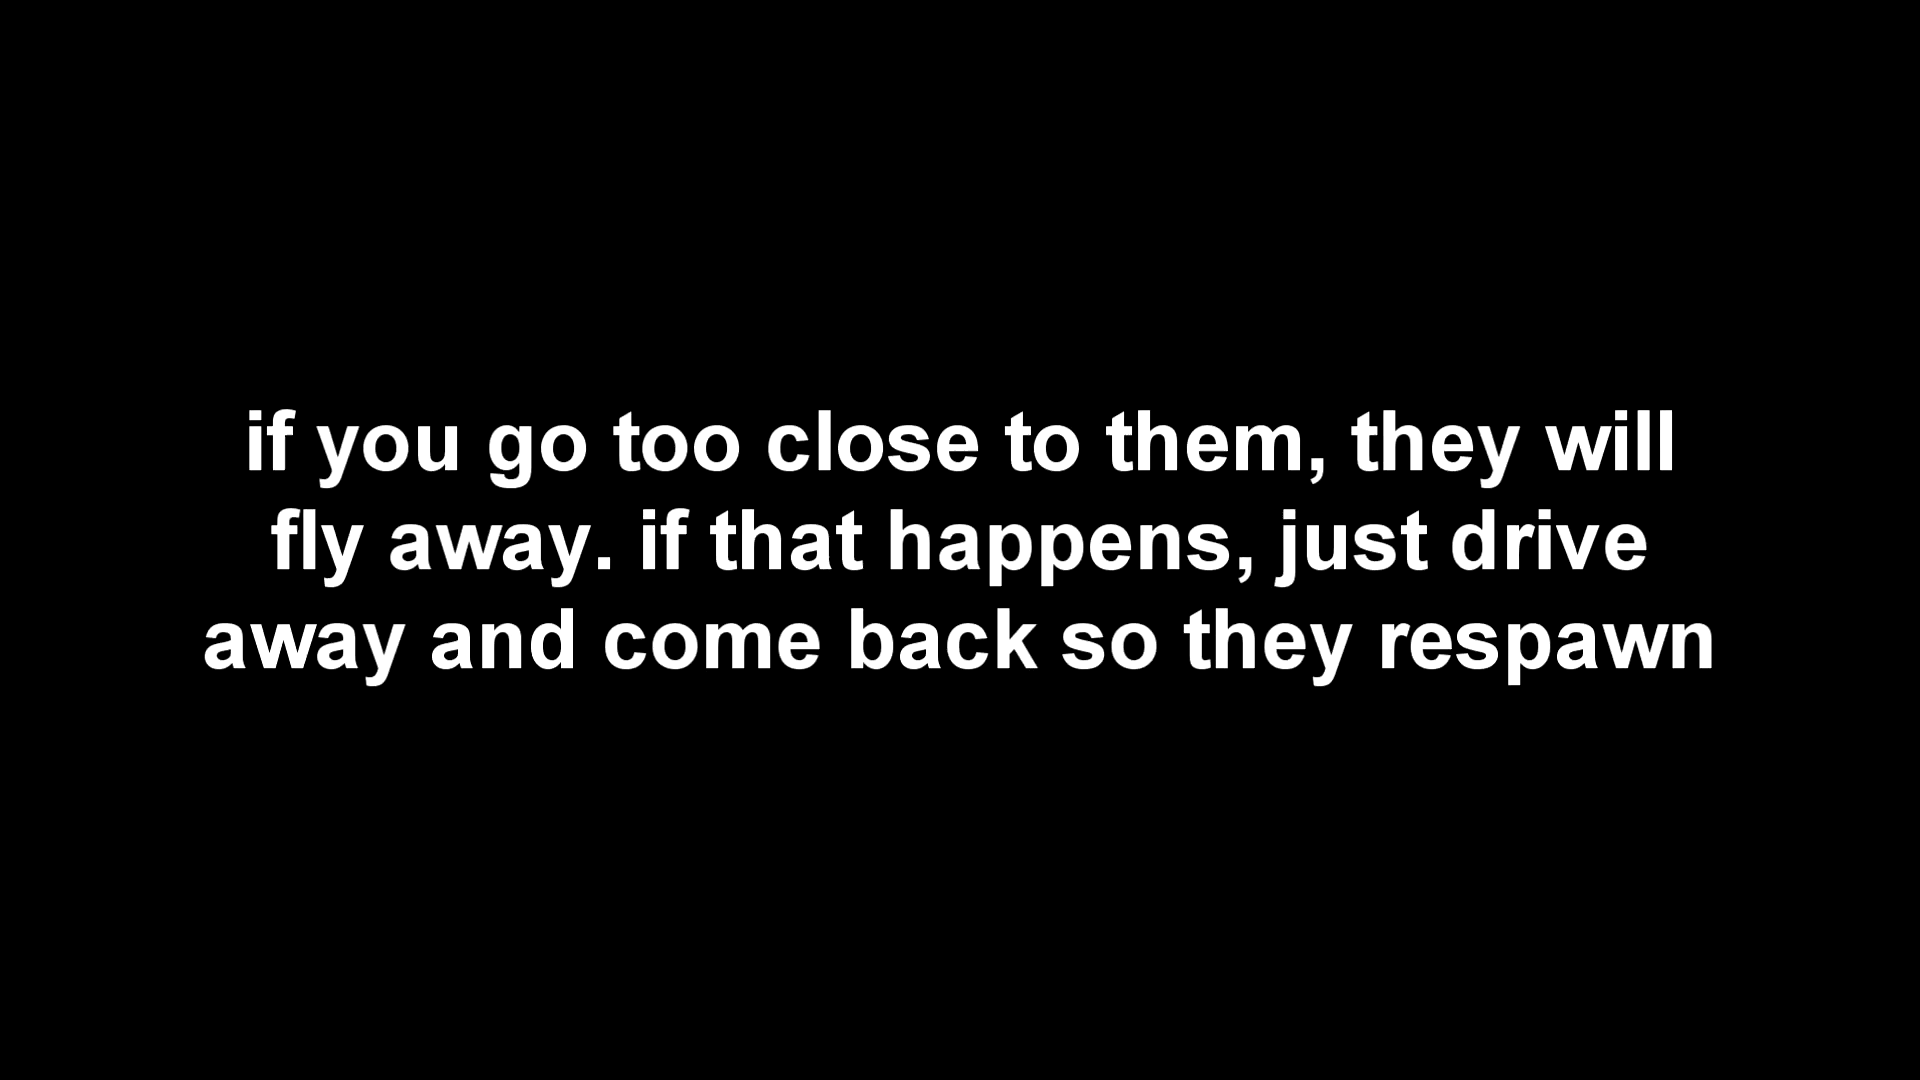 if you go too close to them, they will
fly away. if that happens, just drive
away and come back so they respawn